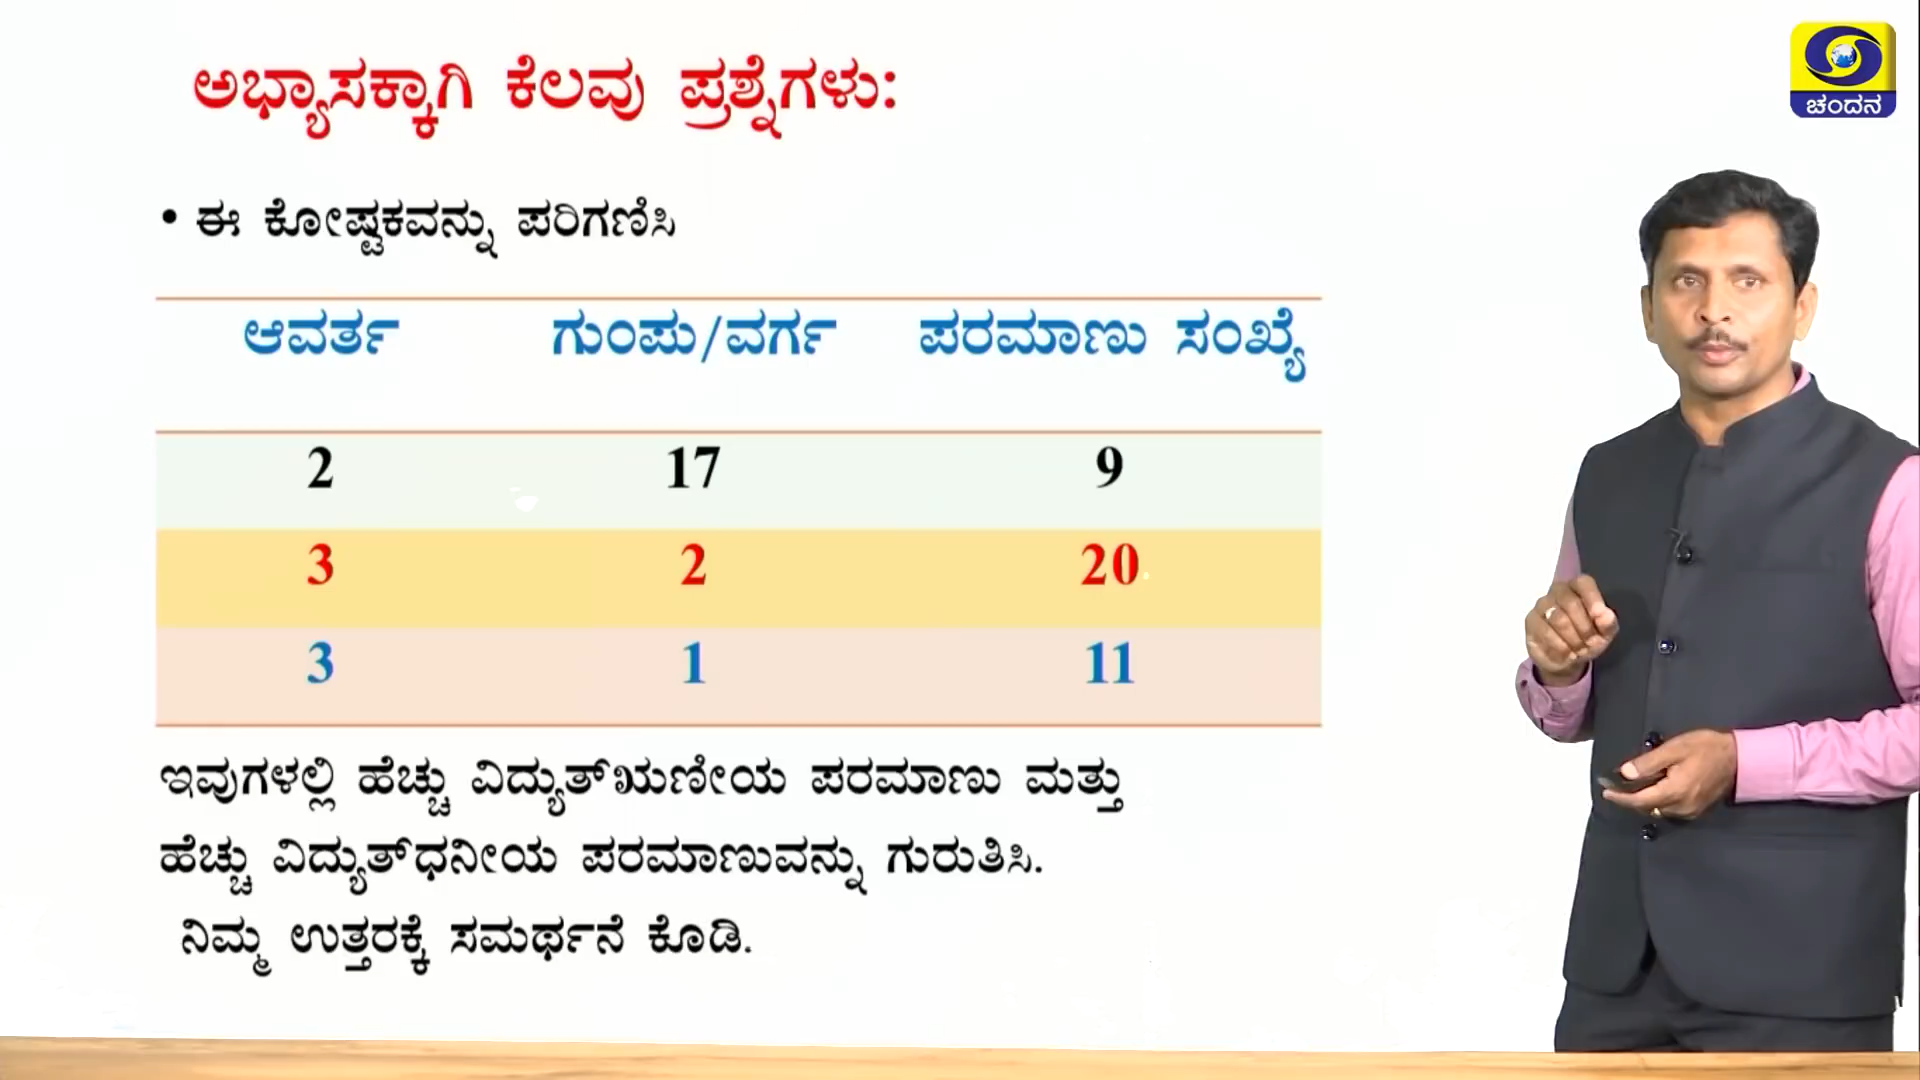 ಅಭ್ಯಾಸಕ್ಕಾಗಿ ಕೆಲವು ಪ್ರಶ್ನೆಗಳು:
ಚಂದನ
• ಈ ಕೋಷ್ಟಕವನ್ನು ಪರಿಗಣಿಸಿ
ಆವರ್ತ ಗುಂಪು/ವರ್ಗ ಪರಮಾಣು ಸಂಖ್ಯೆ
2 17 9
3 2 20
3 1 11
ಇವುಗಳಲ್ಲಿ ಹೆಚ್ಚು ವಿದ್ಯುತ್‌ಋಣೀಯ ಪರಮಾಣು ಮತ್ತು
ಹೆಚ್ಚು ವಿದ್ಯುತ್‌ಧನೀಯ ಪರಮಾಣುವನ್ನು ಗುರುತಿಸಿ.
ನಿಮ್ಮ ಉತ್ತರಕ್ಕೆ ಸಮರ್ಥನೆ ಕೊಡಿ.